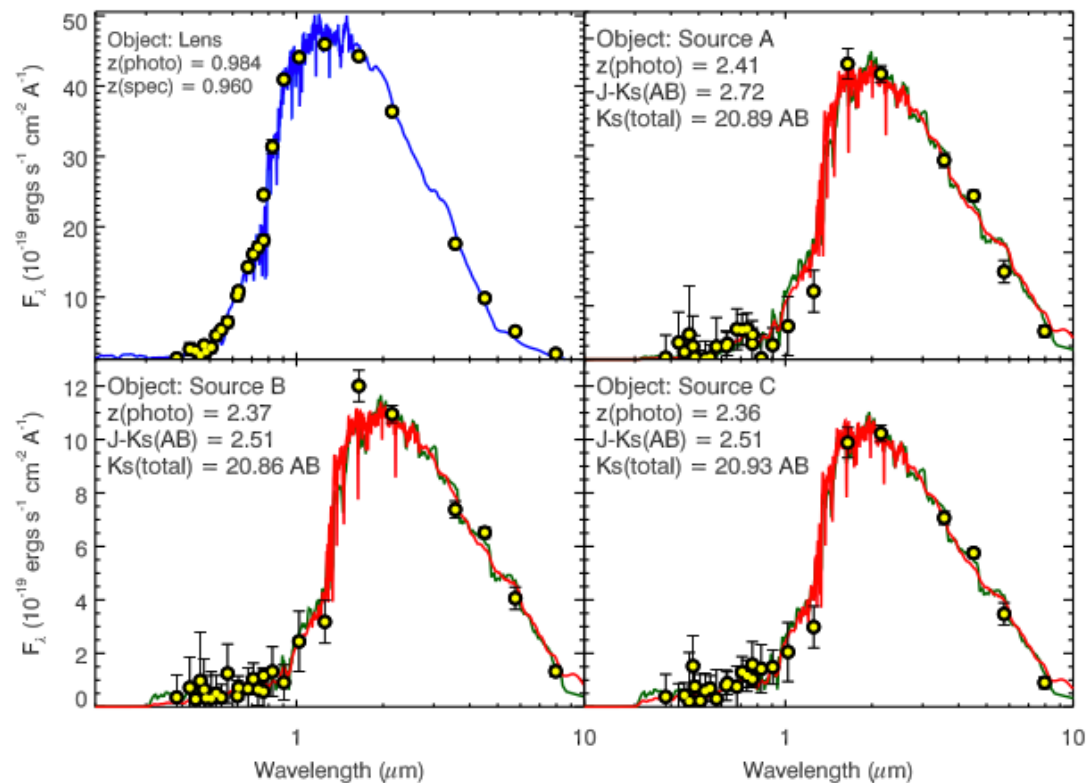 Object: Lens
z(photo) = 0.984
z(spec) = 0.960
Object: Source A
z(photo) = 2.41
J-Ks(AB) = 2.72
Ks(total) = 20.89 AB
50
40
30
20
10
F_λ (10⁻¹⁹ ergs s⁻¹ cm⁻² A⁻¹)
Object: Source B
z(photo) = 2.37
J-Ks(AB) = 2.51
Ks(total) = 20.86 AB
Object: Source C
z(photo) = 2.36
J-Ks(AB) = 2.51
Ks(total) = 20.93 AB
12
10
8
6
4
2
0
F_λ (10⁻¹⁹ ergs s⁻¹ cm⁻² A⁻¹)
1 10 1 10
Wavelength (μm) Wavelength (μm)